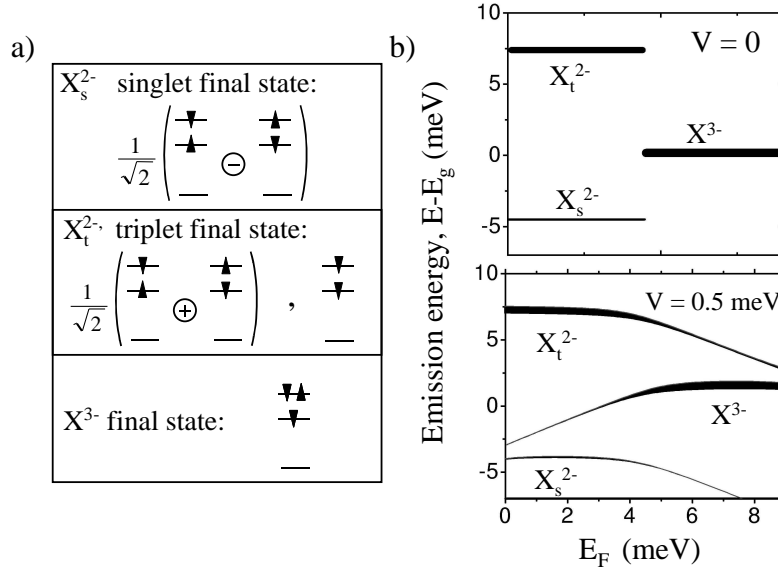 a)
X_s^{2-} singlet final state:
1/√2 ( − )
X_t^{2-,} triplet final state:
1/√2 ( + ) ,
X^{3-} final state:
b)
Emission energy, E-E_g (meV)
10
5
0
-5
V = 0
X_t^{2-}
X^{3-}
X_s^{2-}
10
5
0
-5
V = 0.5 meV
X_t^{2-}
X^{3-}
X_s^{2-}
0 2 4 6 8
E_F (meV)